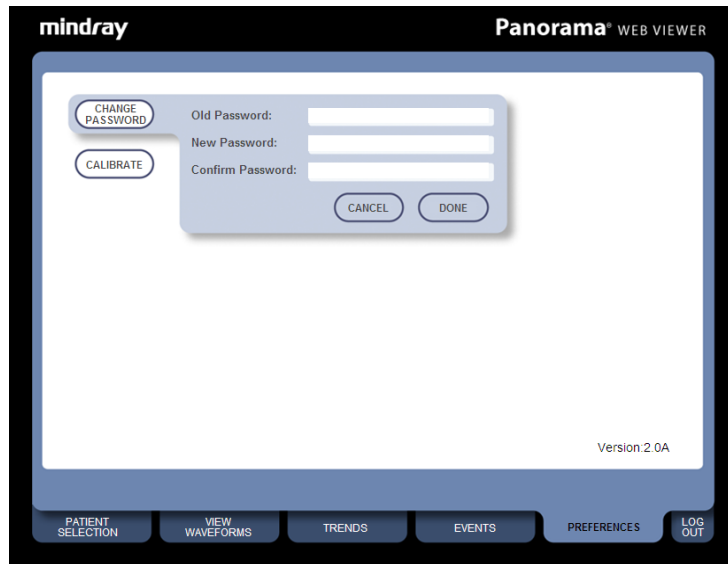 mindray
Panorama® WEB VIEWER
CHANGE
PASSWORD
Old Password:
New Password:
CALIBRATE
Confirm Password:
CANCEL
DONE
Version:2.0A
PATIENT
SELECTION
VIEW
WAVEFORMS
TRENDS
EVENTS
PREFERENCES
LOG
OUT